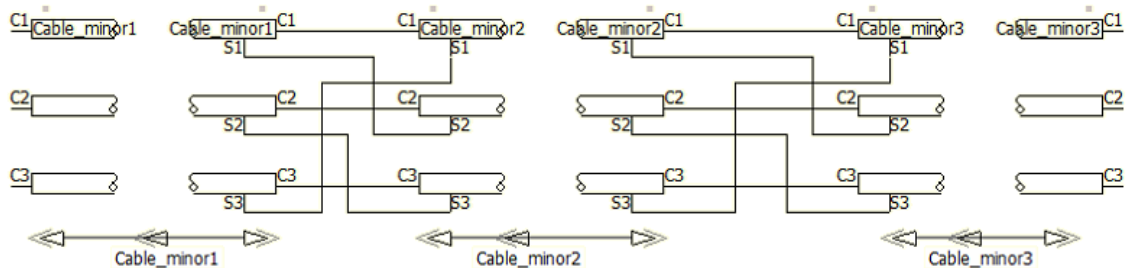 C1 Cable_minor1 Cable_minor1 C1 Cable_minor2 Cable_minor2 C1 C1 Cable_minor3 Cable_minor3 C1
S1 S1 S1 S1
C2 C2 C2 C2 C2 C2
S2 S2 S2 S2
C3 C3 C3 C3 C3 C3
S3 S3 S3 S3
Cable_minor1 Cable_minor2 Cable_minor3